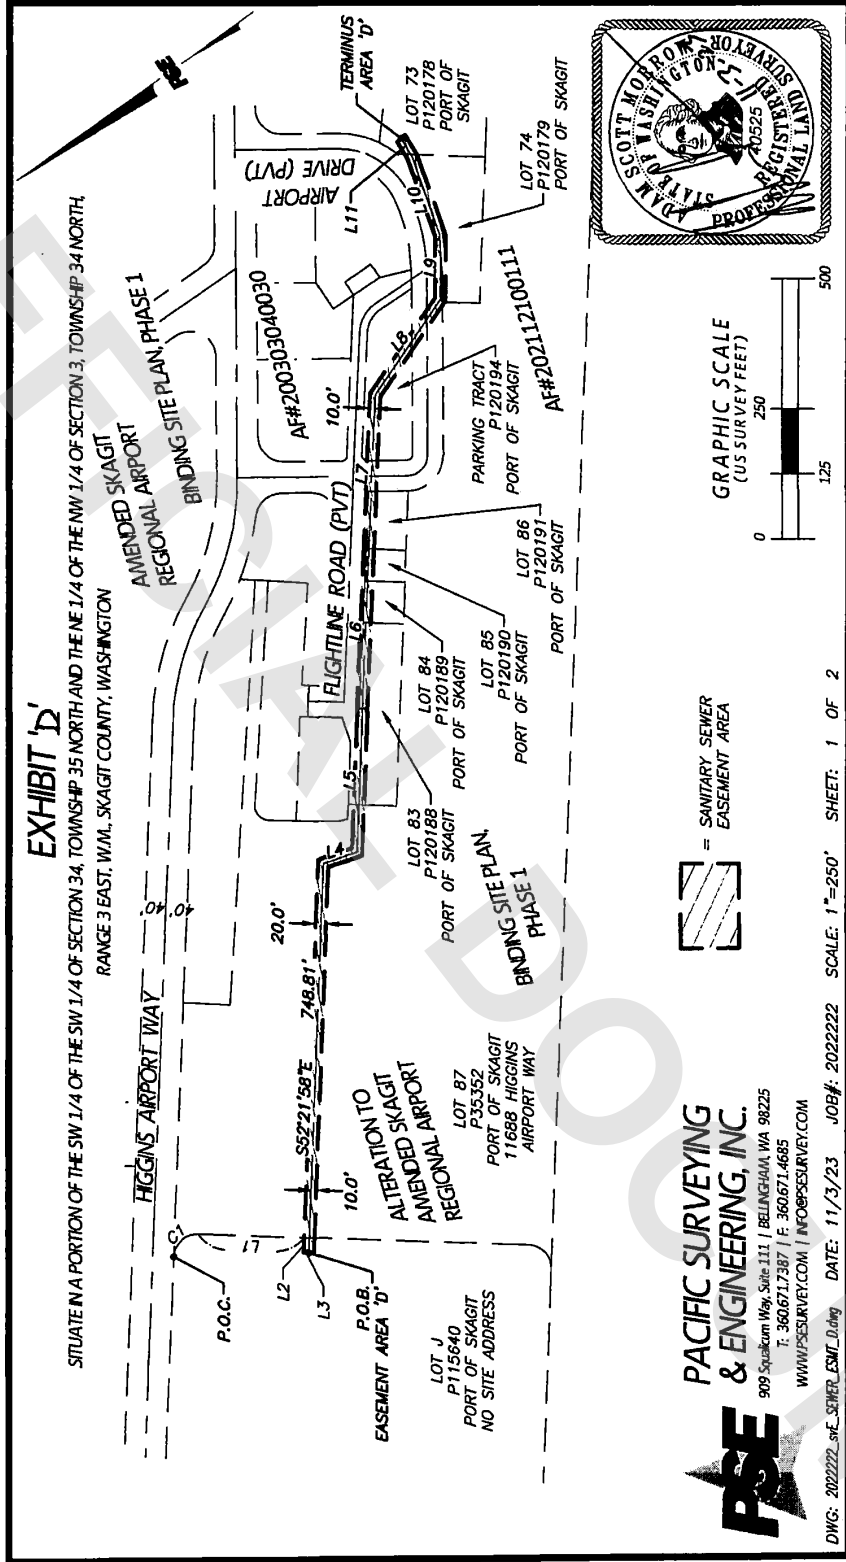 EXHIBIT 'D'
SITUATE IN A PORTION OF THE SW 1/4 OF THE SW 1/4 OF SECTION 34, TOWNSHIP 35 NORTH AND THE NE 1/4 OF THE NW 1/4 OF SECTION 3, TOWNSHIP 34 NORTH,
RANGE 3 EAST, W.M., SKAGIT COUNTY, WASHINGTON
PSE
HIGGINS AIRPORT WAY
40'
40'
AMENDED SKAGIT
REGIONAL AIRPORT
BINDING SITE PLAN, PHASE 1
AF#200303040030
AIRPORT
DRIVE (PVT)
TERMINUS
AREA 'D'
LOT 73
P120178
PORT OF
SKAGIT
LOT 74
P120179
PORT OF SKAGIT
P.O.C.
C1
L1
L2
L3
P.O.B.
EASEMENT AREA 'D'
10.0'
S52°21'58"E
748.81'
20.0'
L4
L5
L6
L7
L8
L9
L10
L11
10.0'
FLIGHTLINE ROAD (PVT)
LOT J
P115640
PORT OF SKAGIT
NO SITE ADDRESS
ALTERATION TO
AMENDED SKAGIT
REGIONAL AIRPORT
BINDING SITE PLAN,
PHASE 1
AF#202112100111
LOT 87
P35352
PORT OF SKAGIT
11688 HIGGINS
AIRPORT WAY
LOT 83
P120188
PORT OF SKAGIT
LOT 84
P120189
PORT OF SKAGIT
LOT 85
P120190
PORT OF SKAGIT
LOT 86
P120191
PORT OF SKAGIT
PARKING TRACT
P120194
PORT OF SKAGIT
= SANITARY SEWER
EASEMENT AREA
GRAPHIC SCALE
(US SURVEY FEET)
0
125
250
500
ADAM SCOTT MORROW
STATE OF WASHINGTON
40525
REGISTERED
PROFESSIONAL LAND SURVEYOR
PSE
PACIFIC SURVEYING
& ENGINEERING, INC.
909 Squalicum Way, Suite 111 | BELLINGHAM, WA 98225
T: 360.671.7387 | F: 360.671.4685
WWW.PSESURVEY.COM | INFO@PSESURVEY.COM
DWG: 2022222_svE_SEWER_ESMT_D.dwg DATE: 11/3/23 JOB#: 2022222 SCALE: 1"=250' SHEET: 1 OF 2